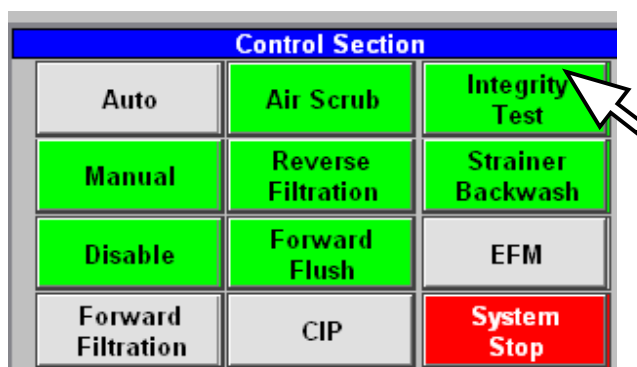 Control Section
Auto
Air Scrub
Integrity
Test
Manual
Reverse
Filtration
Strainer
Backwash
Disable
Forward
Flush
EFM
Forward
Filtration
CIP
System
Stop